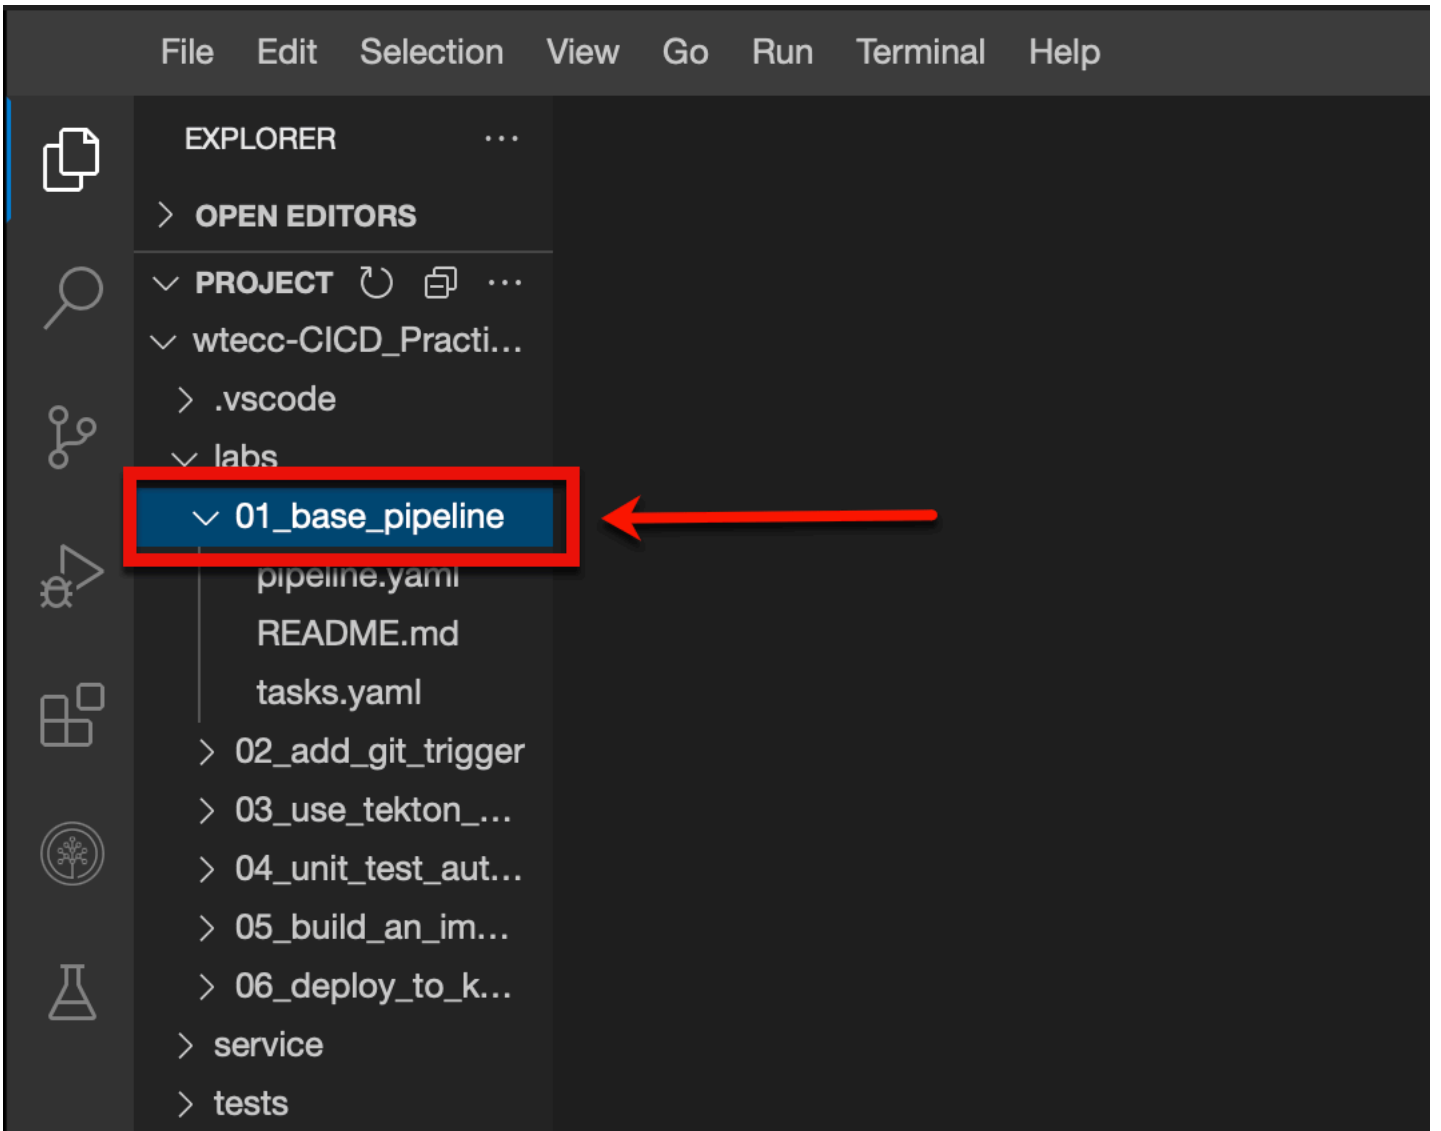 File Edit Selection View Go Run Terminal Help
EXPLORER ...
OPEN EDITORS
PROJECT ...
wtecc-CICD_Practi...
.vscode
labs
01_base_pipeline
pipeline.yaml
README.md
tasks.yaml
02_add_git_trigger
03_use_tekton_...
04_unit_test_aut...
05_build_an_im...
06_deploy_to_k...
service
tests